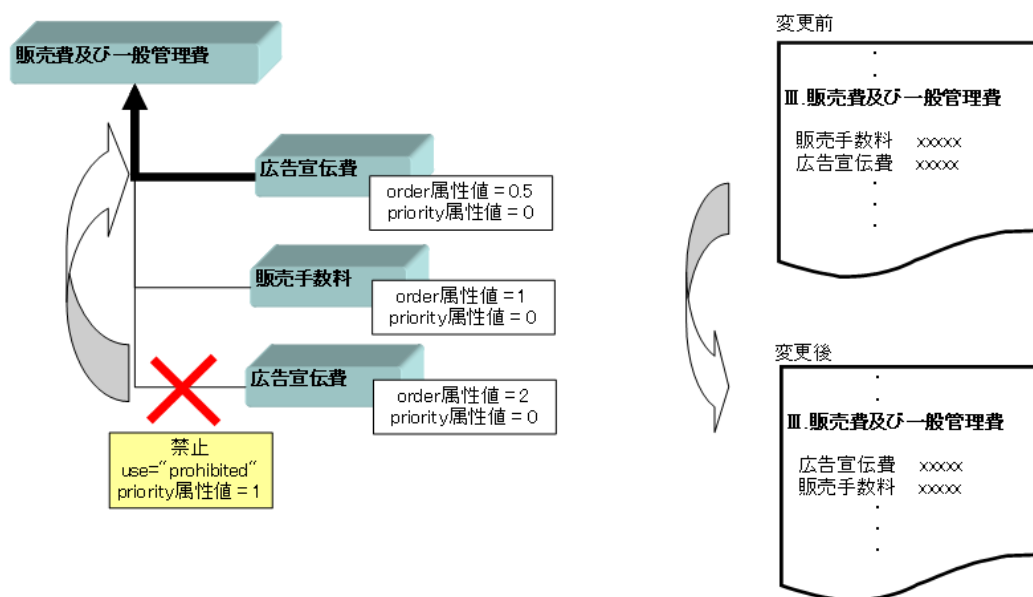 販売費及び一般管理費
広告宣伝費
order属性値 = 0.5
priority属性値 = 0
販売手数料
order属性値 = 1
priority属性値 = 0
広告宣伝費
order属性値 = 2
priority属性値 = 0
禁止
use="prohibited"
priority属性値 = 1
変更前
Ⅲ.販売費及び一般管理費
販売手数料 xxxxx
広告宣伝費 xxxxx
変更後
Ⅲ.販売費及び一般管理費
広告宣伝費 xxxxx
販売手数料 xxxxx